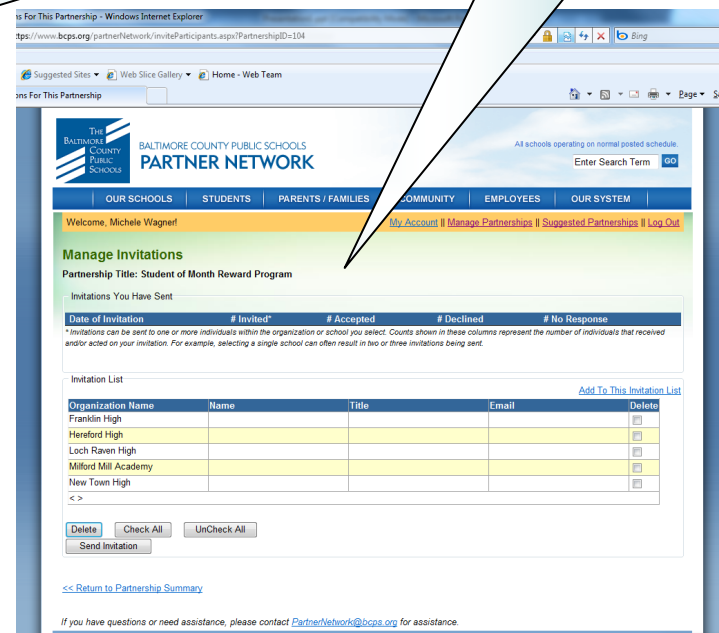 ns For This Partnership - Windows Internet Explorer
ttps://www.bcps.org/partnerNetwork/inviteParticipants.aspx?PartnershipID=104
Bing
Suggested Sites Web Slice Gallery Home - Web Team
ons For This Partnership
Page
THE BALTIMORE COUNTY PUBLIC SCHOOLS
BALTIMORE COUNTY PUBLIC SCHOOLS
PARTNER NETWORK
All schools operating on normal posted schedule.
Enter Search Term GO
OUR SCHOOLS STUDENTS PARENTS / FAMILIES COMMUNITY EMPLOYEES OUR SYSTEM
Welcome, Michele Wagner!
My Account || Manage Partnerships || Suggested Partnerships || Log Out
Manage Invitations
Partnership Title: Student of Month Reward Program
Invitations You Have Sent
Date of Invitation # Invited* # Accepted # Declined # No Response
* Invitations can be sent to one or more individuals within the organization or school you select. Counts shown in these columns represent the number of individuals that received
and/or acted on your invitation. For example, selecting a single school can often result in two or three invitations being sent.
Invitation List
Add To This Invitation List
Organization Name Name Title Email Delete
Franklin High
Hereford High
Loch Raven High
Milford Mill Academy
New Town High
< >
Delete Check All UnCheck All
Send Invitation
<< Return to Partnership Summary
If you have questions or need assistance, please contact PartnerNetwork@bcps.org for assistance.